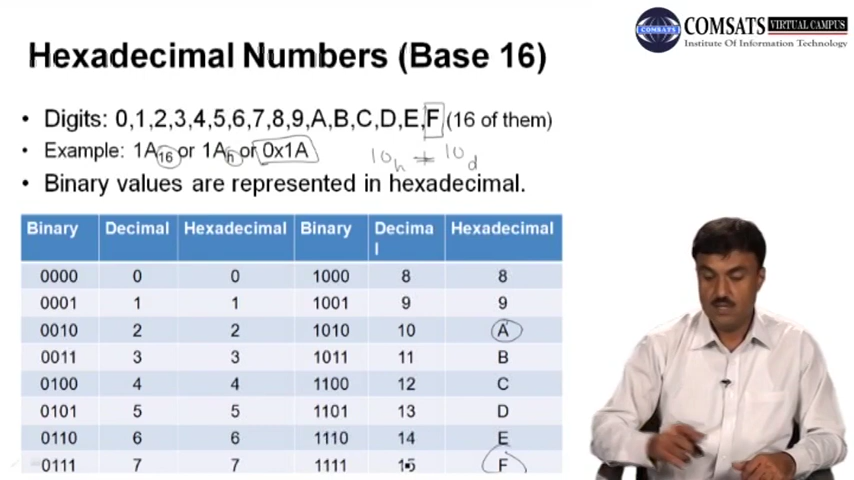 COMSATS VIRTUAL CAMPUS
COMSATS
Institute Of Information Technology
Hexadecimal Numbers (Base 16)
• Digits: 0,1,2,3,4,5,6,7,8,9,A,B,C,D,E,F (16 of them)
• Example: 1A16 or 1Ah or 0x1A 10h ≠ 10d
• Binary values are represented in hexadecimal.
Binary Decimal Hexadecimal Binary Decima Hexadecimal
l
0000 0 0 1000 8 8
0001 1 1 1001 9 9
0010 2 2 1010 10 A
0011 3 3 1011 11 B
0100 4 4 1100 12 C
0101 5 5 1101 13 D
0110 6 6 1110 14 E
0111 7 7 1111 15 F